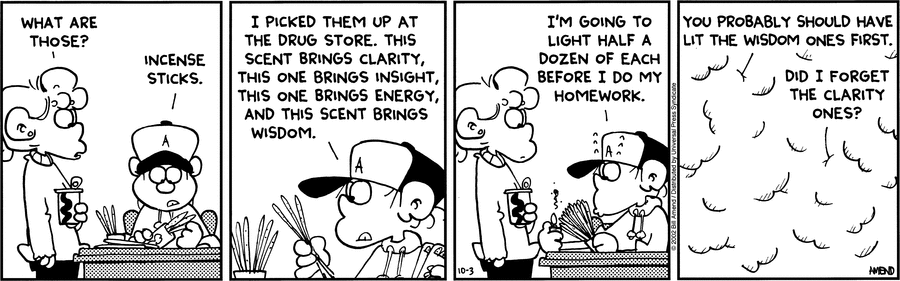 WHAT ARE
THOSE?
INCENSE
STICKS.
A
I PICKED THEM UP AT
THE DRUG STORE. THIS
SCENT BRINGS CLARITY,
THIS ONE BRINGS INSIGHT,
THIS ONE BRINGS ENERGY,
AND THIS SCENT BRINGS
WISDOM.
A
10-3
I'M GOING TO
LIGHT HALF A
DOZEN OF EACH
BEFORE I DO MY
HOMEWORK.
A
© 2002 Bill Amend / Distributed by Universal Press Syndicate
YOU PROBABLY SHOULD HAVE
LIT THE WISDOM ONES FIRST.
DID I FORGET
THE CLARITY
ONES?
AMEND